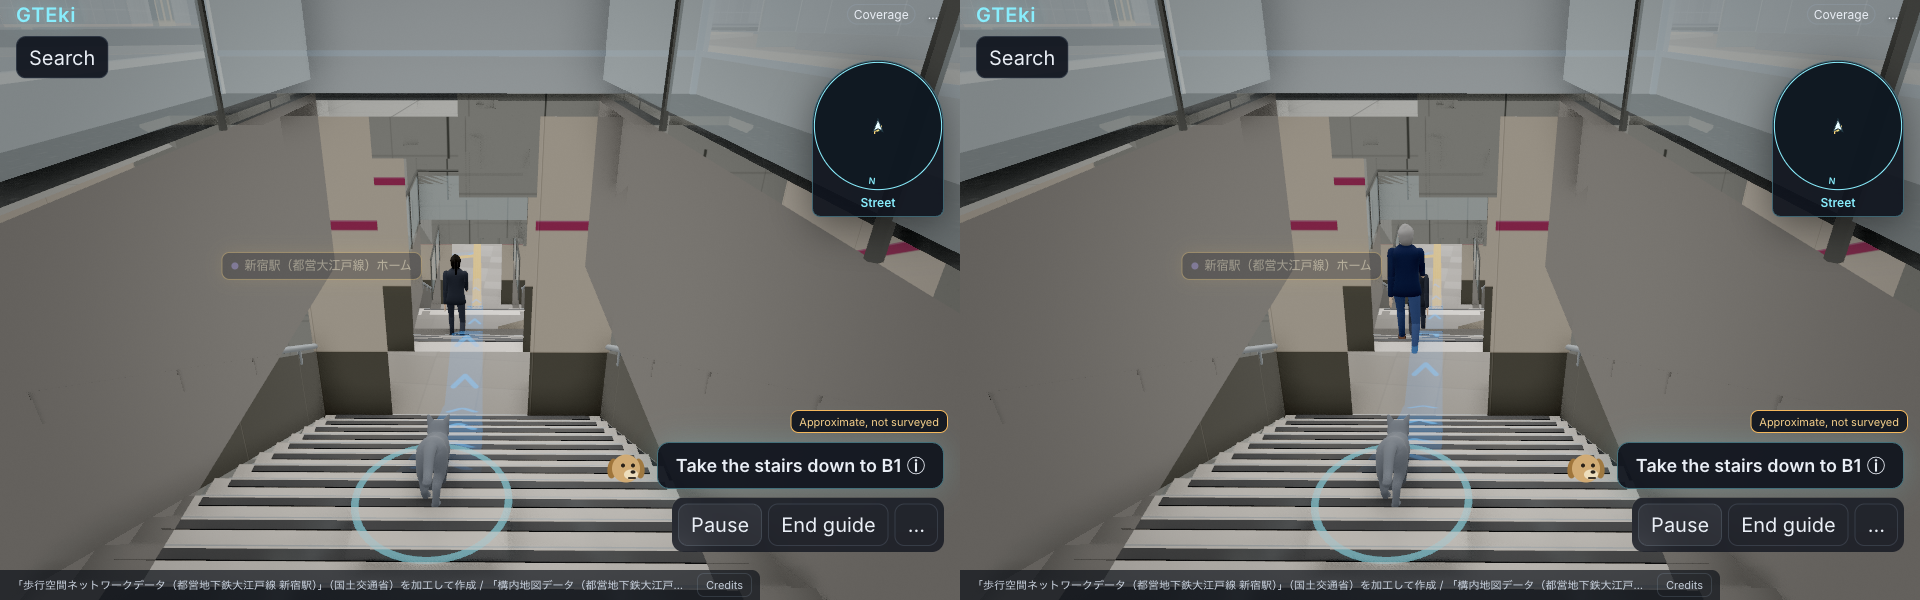 GTEki
Coverage ...
Search
N
Street
新宿駅（都営大江戸線）ホーム
Approximate, not surveyed
Take the stairs down to B1 ⓘ
Pause
End guide
...
「歩行空間ネットワークデータ（都営地下鉄大江戸線 新宿駅）」（国土交通省）を加工して作成 / 「構内地図データ（都営地下鉄大江戸...
Credits
GTEki
Coverage ...
Search
N
Street
新宿駅（都営大江戸線）ホーム
Approximate, not surveyed
Take the stairs down to B1 ⓘ
Pause
End guide
...
「歩行空間ネットワークデータ（都営地下鉄大江戸線 新宿駅）」（国土交通省）を加工して作成 / 「構内地図データ（都営地下鉄大江戸...
Credits